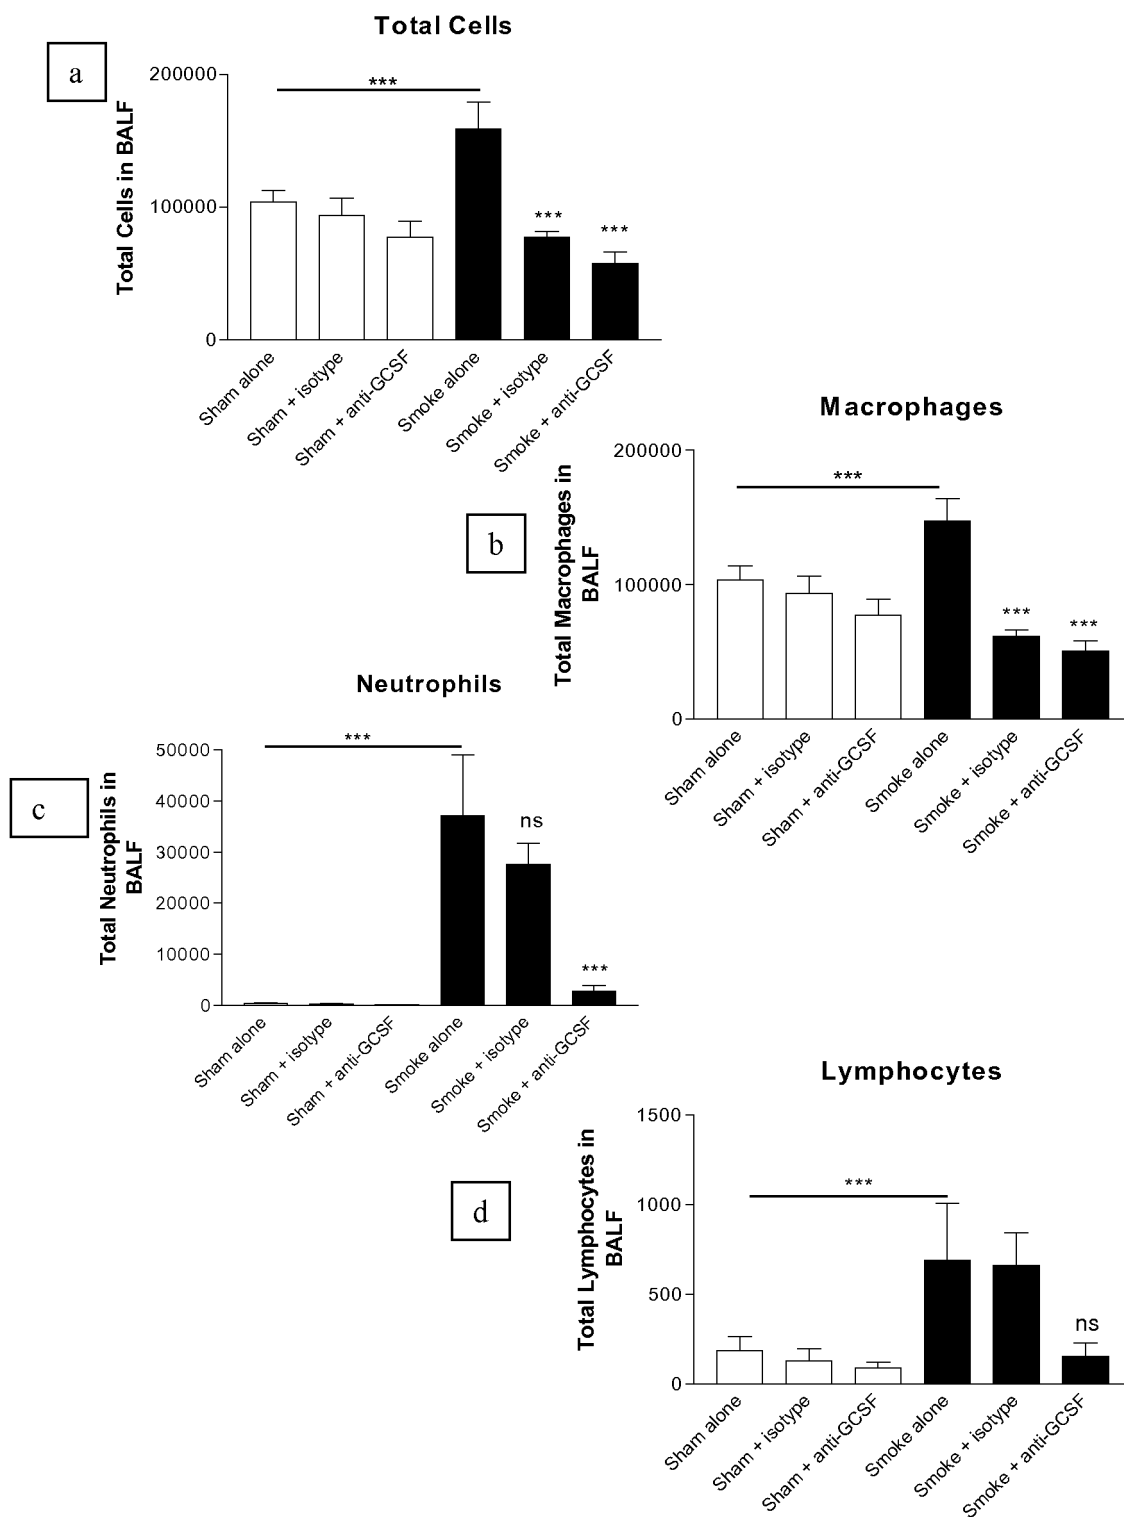 Total Cells
a
Total Cells in BALF
200000
100000
0
***
***
***
Sham alone
Sham + isotype
Sham + anti-GCSF
Smoke alone
Smoke + isotype
Smoke + anti-GCSF
Macrophages
b
Total Macrophages in
BALF
200000
100000
0
***
***
***
Sham alone
Sham + isotype
Sham + anti-GCSF
Smoke alone
Smoke + isotype
Smoke + anti-GCSF
Neutrophils
c
Total Neutrophils in
BALF
50000
40000
30000
20000
10000
0
***
ns
***
Sham alone
Sham + isotype
Sham + anti-GCSF
Smoke alone
Smoke + isotype
Smoke + anti-GCSF
Lymphocytes
d
Total Lymphocytes in
BALF
1500
1000
500
0
***
ns
Sham alone
Sham + isotype
Sham + anti-GCSF
Smoke alone
Smoke + isotype
Smoke + anti-GCSF